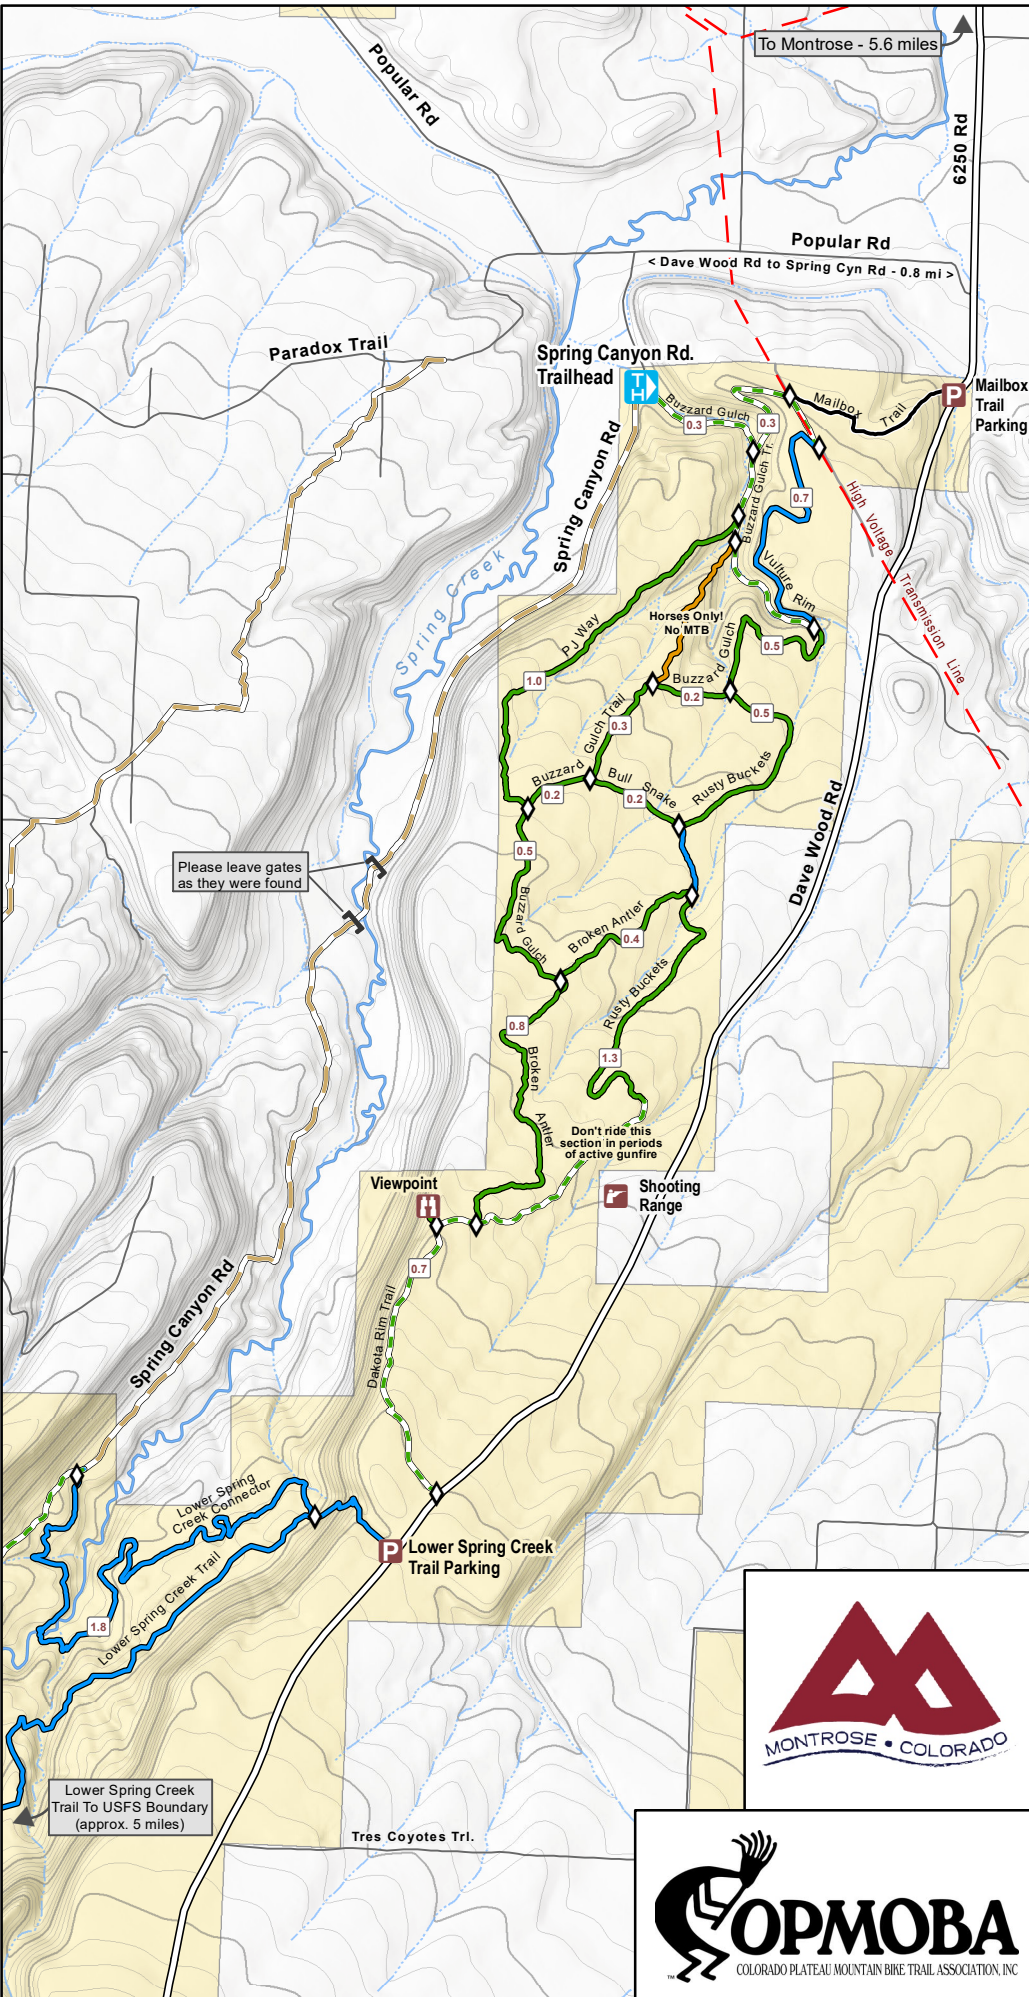 To Montrose - 5.6 miles
Popular Rd
6250 Rd
Popular Rd
< Dave Wood Rd to Spring Cyn Rd - 0.8 mi >
Paradox Trail
Spring Canyon Rd.
Trailhead
TH
Mailbox
Trail
Parking
P
Mailbox Trail
Buzzard Gulch
0.3
0.3
Buzzard Gulch Tr.
0.7
High Voltage Transmission Line
Spring Canyon Rd
Spring Creek
Vulture Rim
PJ Way
Horses Only!
No MTB
0.5
Buzzard Gulch
1.0
0.2
0.5
0.3
Buzzard Gulch Trail
Bull Snake
Rusty Buckets
0.2
0.2
Dave Wood Rd
Please leave gates
as they were found
0.5
Buzzard Gulch
Broken Antler
0.4
Rusty Buckets
0.8
Broken Antler
1.3
Don't ride this
section in periods
of active gunfire
Viewpoint
Shooting
Range
0.7
Spring Canyon Rd
Dakota Rim Trail
Lower Spring
Creek Connector
P
Lower Spring Creek
Trail Parking
Lower Spring Creek Trail
1.8
Lower Spring Creek
Trail To USFS Boundary
(approx. 5 miles)
Tres Coyotes Trl.
MONTROSE • COLORADO
COPMOBA
COLORADO PLATEAU MOUNTAIN BIKE TRAIL ASSOCIATION, INC
TM